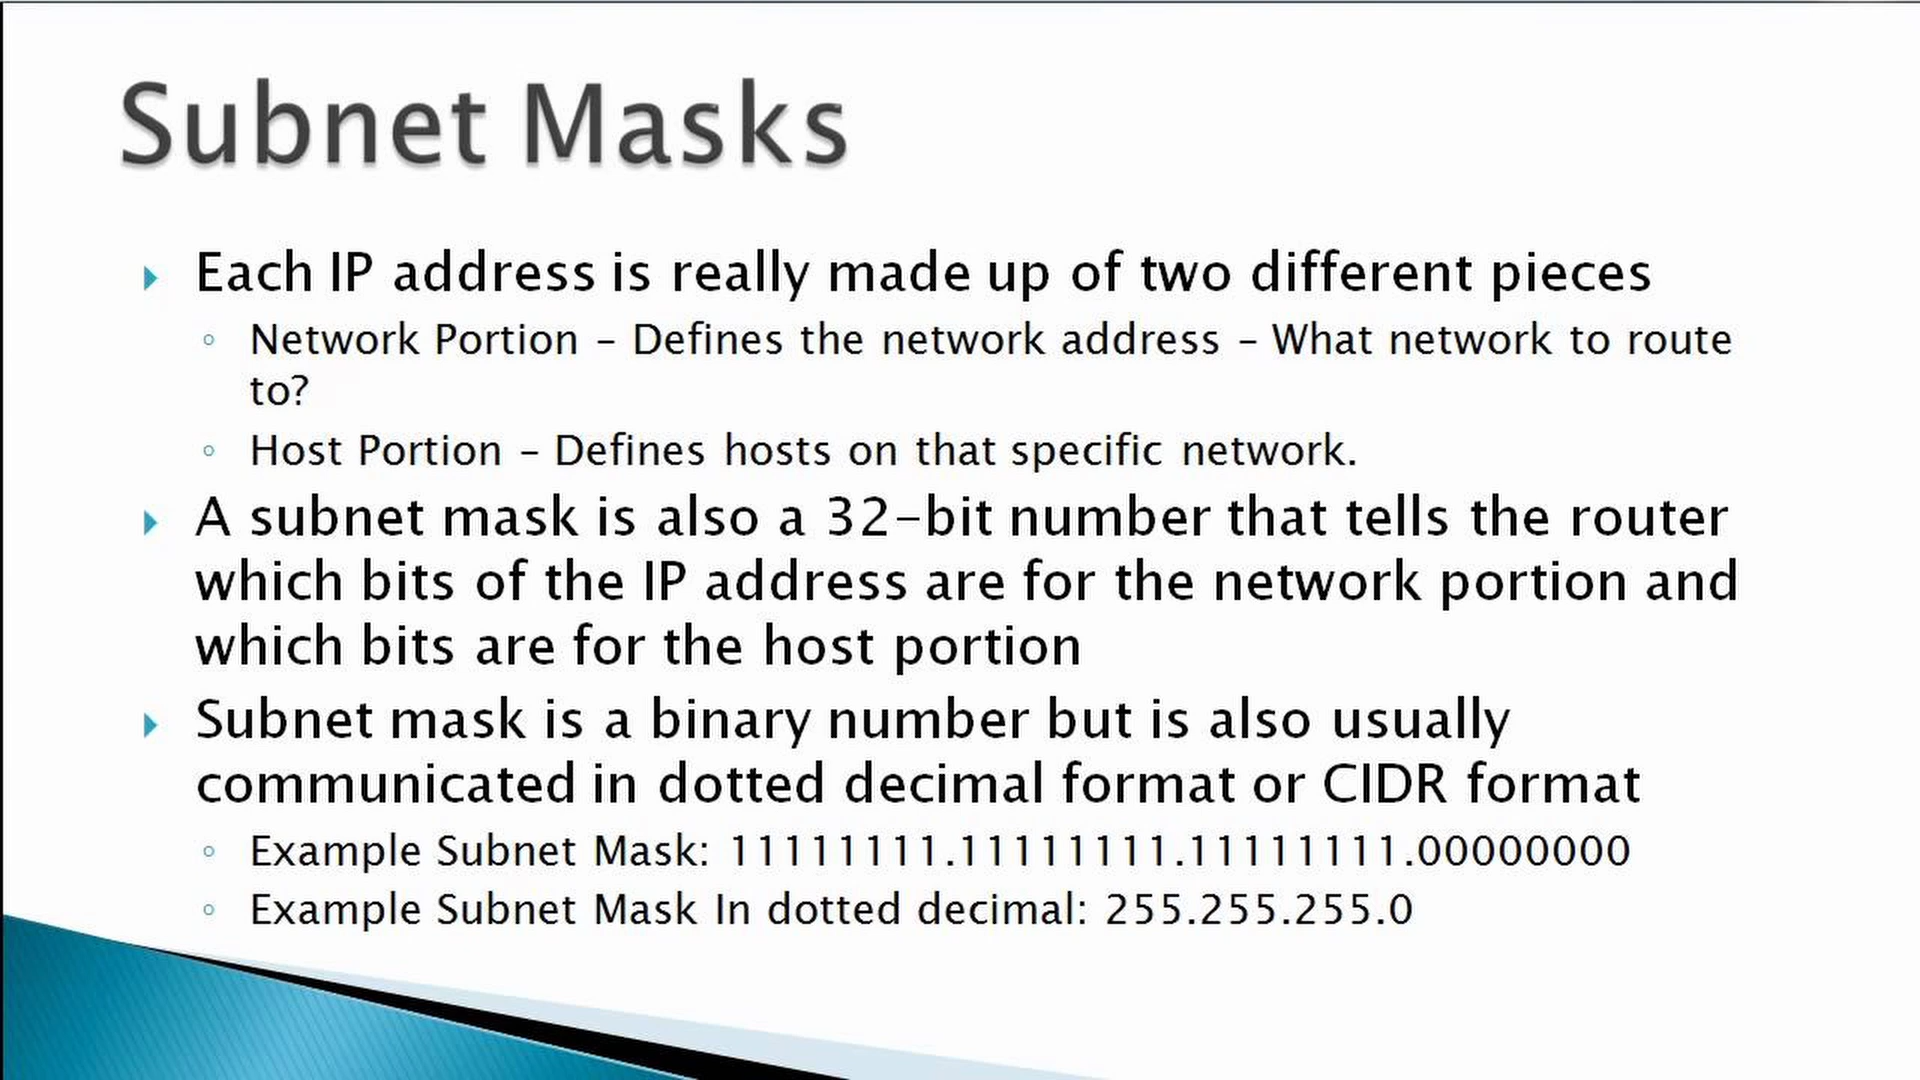 Subnet Masks
Each IP address is really made up of two different pieces
Network Portion – Defines the network address – What network to route
to?
Host Portion – Defines hosts on that specific network.
A subnet mask is also a 32-bit number that tells the router
which bits of the IP address are for the network portion and
which bits are for the host portion
Subnet mask is a binary number but is also usually
communicated in dotted decimal format or CIDR format
Example Subnet Mask: 11111111.11111111.11111111.00000000
Example Subnet Mask In dotted decimal: 255.255.255.0